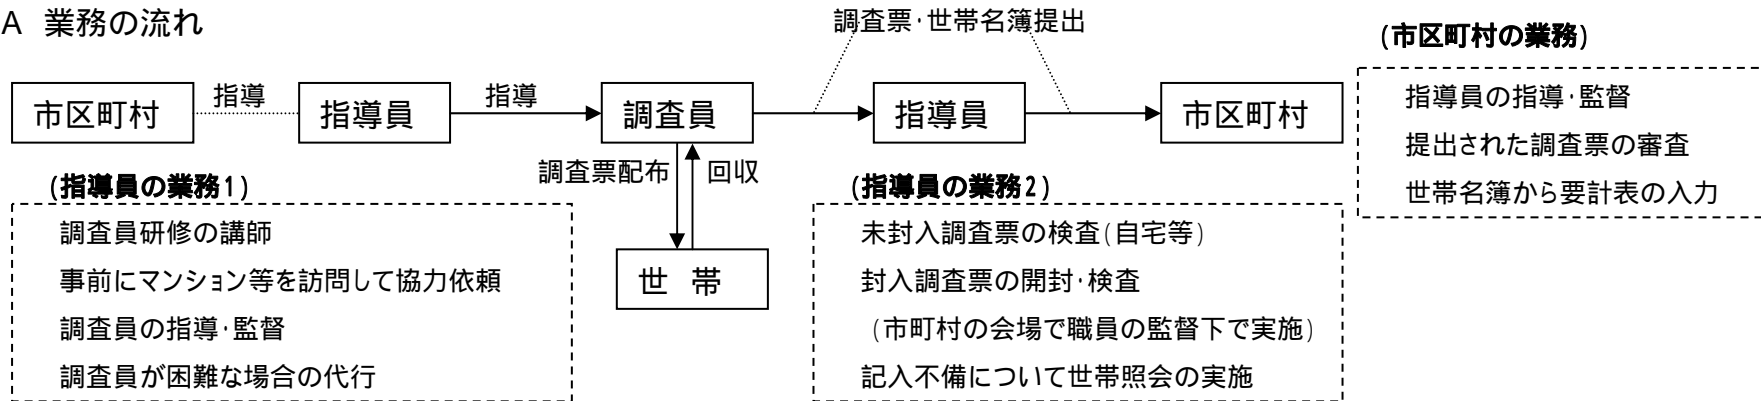 A 業務の流れ
調査票・世帯名簿提出
(市区町村の業務)
市区町村
指導
指導員
指導
調査員
指導員
市区町村
指導員の指導・監督
提出された調査票の審査
世帯名簿から要計表の入力
調査票配布
回収
世 帯
(指導員の業務1)
調査員研修の講師
事前にマンション等を訪問して協力依頼
調査員の指導・監督
調査員が困難な場合の代行
(指導員の業務2)
未封入調査票の検査(自宅等)
封入調査票の開封・検査
(市町村の会場で職員の監督下で実施)
記入不備について世帯照会の実施